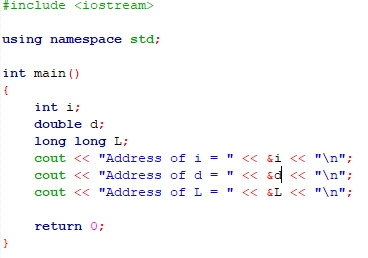 #include <iostream>
using namespace std;
int main()
{
int i;
double d;
long long L;
cout << "Address of i = " << &i << "\n";
cout << "Address of d = " << &d << "\n";
cout << "Address of L = " << &L << "\n";
return 0;
}